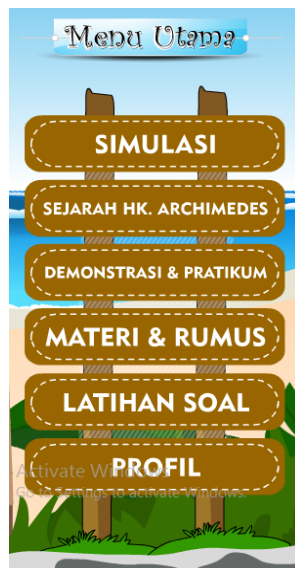 Menu Utama
SIMULASI
SEJARAH HK. ARCHIMEDES
DEMONSTRASI & PRATIKUM
MATERI & RUMUS
LATIHAN SOAL
PROFIL
Activate Windows
Go to Settings to activate Windows.